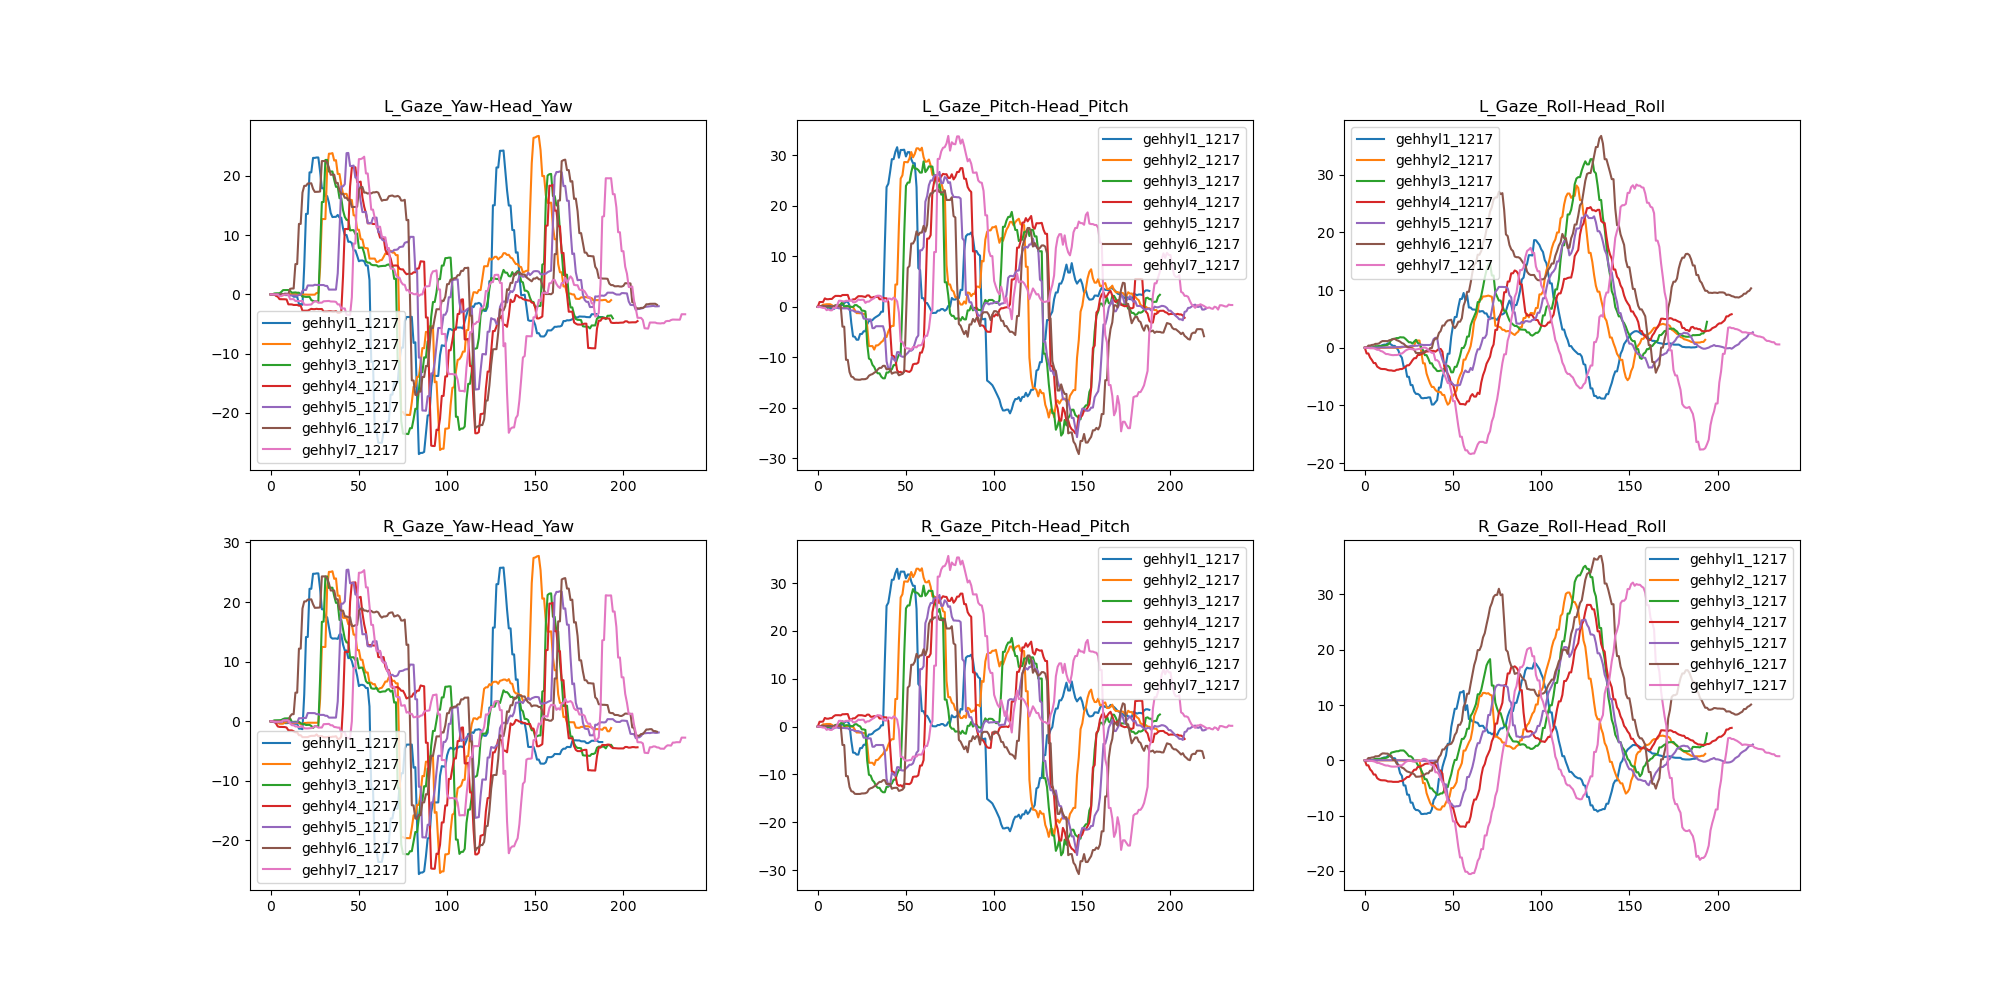 L_Gaze_Yaw-Head_Yaw
gehhyl1_1217
gehhyl2_1217
gehhyl3_1217
gehhyl4_1217
gehhyl5_1217
gehhyl6_1217
gehhyl7_1217
20
10
0
−10
−20
0 50 100 150 200
L_Gaze_Pitch-Head_Pitch
gehhyl1_1217
gehhyl2_1217
gehhyl3_1217
gehhyl4_1217
gehhyl5_1217
gehhyl6_1217
gehhyl7_1217
30
20
10
0
−10
−20
−30
0 50 100 150 200
L_Gaze_Roll-Head_Roll
gehhyl1_1217
gehhyl2_1217
gehhyl3_1217
gehhyl4_1217
gehhyl5_1217
gehhyl6_1217
gehhyl7_1217
30
20
10
0
−10
−20
0 50 100 150 200
R_Gaze_Yaw-Head_Yaw
gehhyl1_1217
gehhyl2_1217
gehhyl3_1217
gehhyl4_1217
gehhyl5_1217
gehhyl6_1217
gehhyl7_1217
30
20
10
0
−10
−20
0 50 100 150 200
R_Gaze_Pitch-Head_Pitch
gehhyl1_1217
gehhyl2_1217
gehhyl3_1217
gehhyl4_1217
gehhyl5_1217
gehhyl6_1217
gehhyl7_1217
30
20
10
0
−10
−20
−30
0 50 100 150 200
R_Gaze_Roll-Head_Roll
gehhyl1_1217
gehhyl2_1217
gehhyl3_1217
gehhyl4_1217
gehhyl5_1217
gehhyl6_1217
gehhyl7_1217
30
20
10
0
−10
−20
0 50 100 150 200